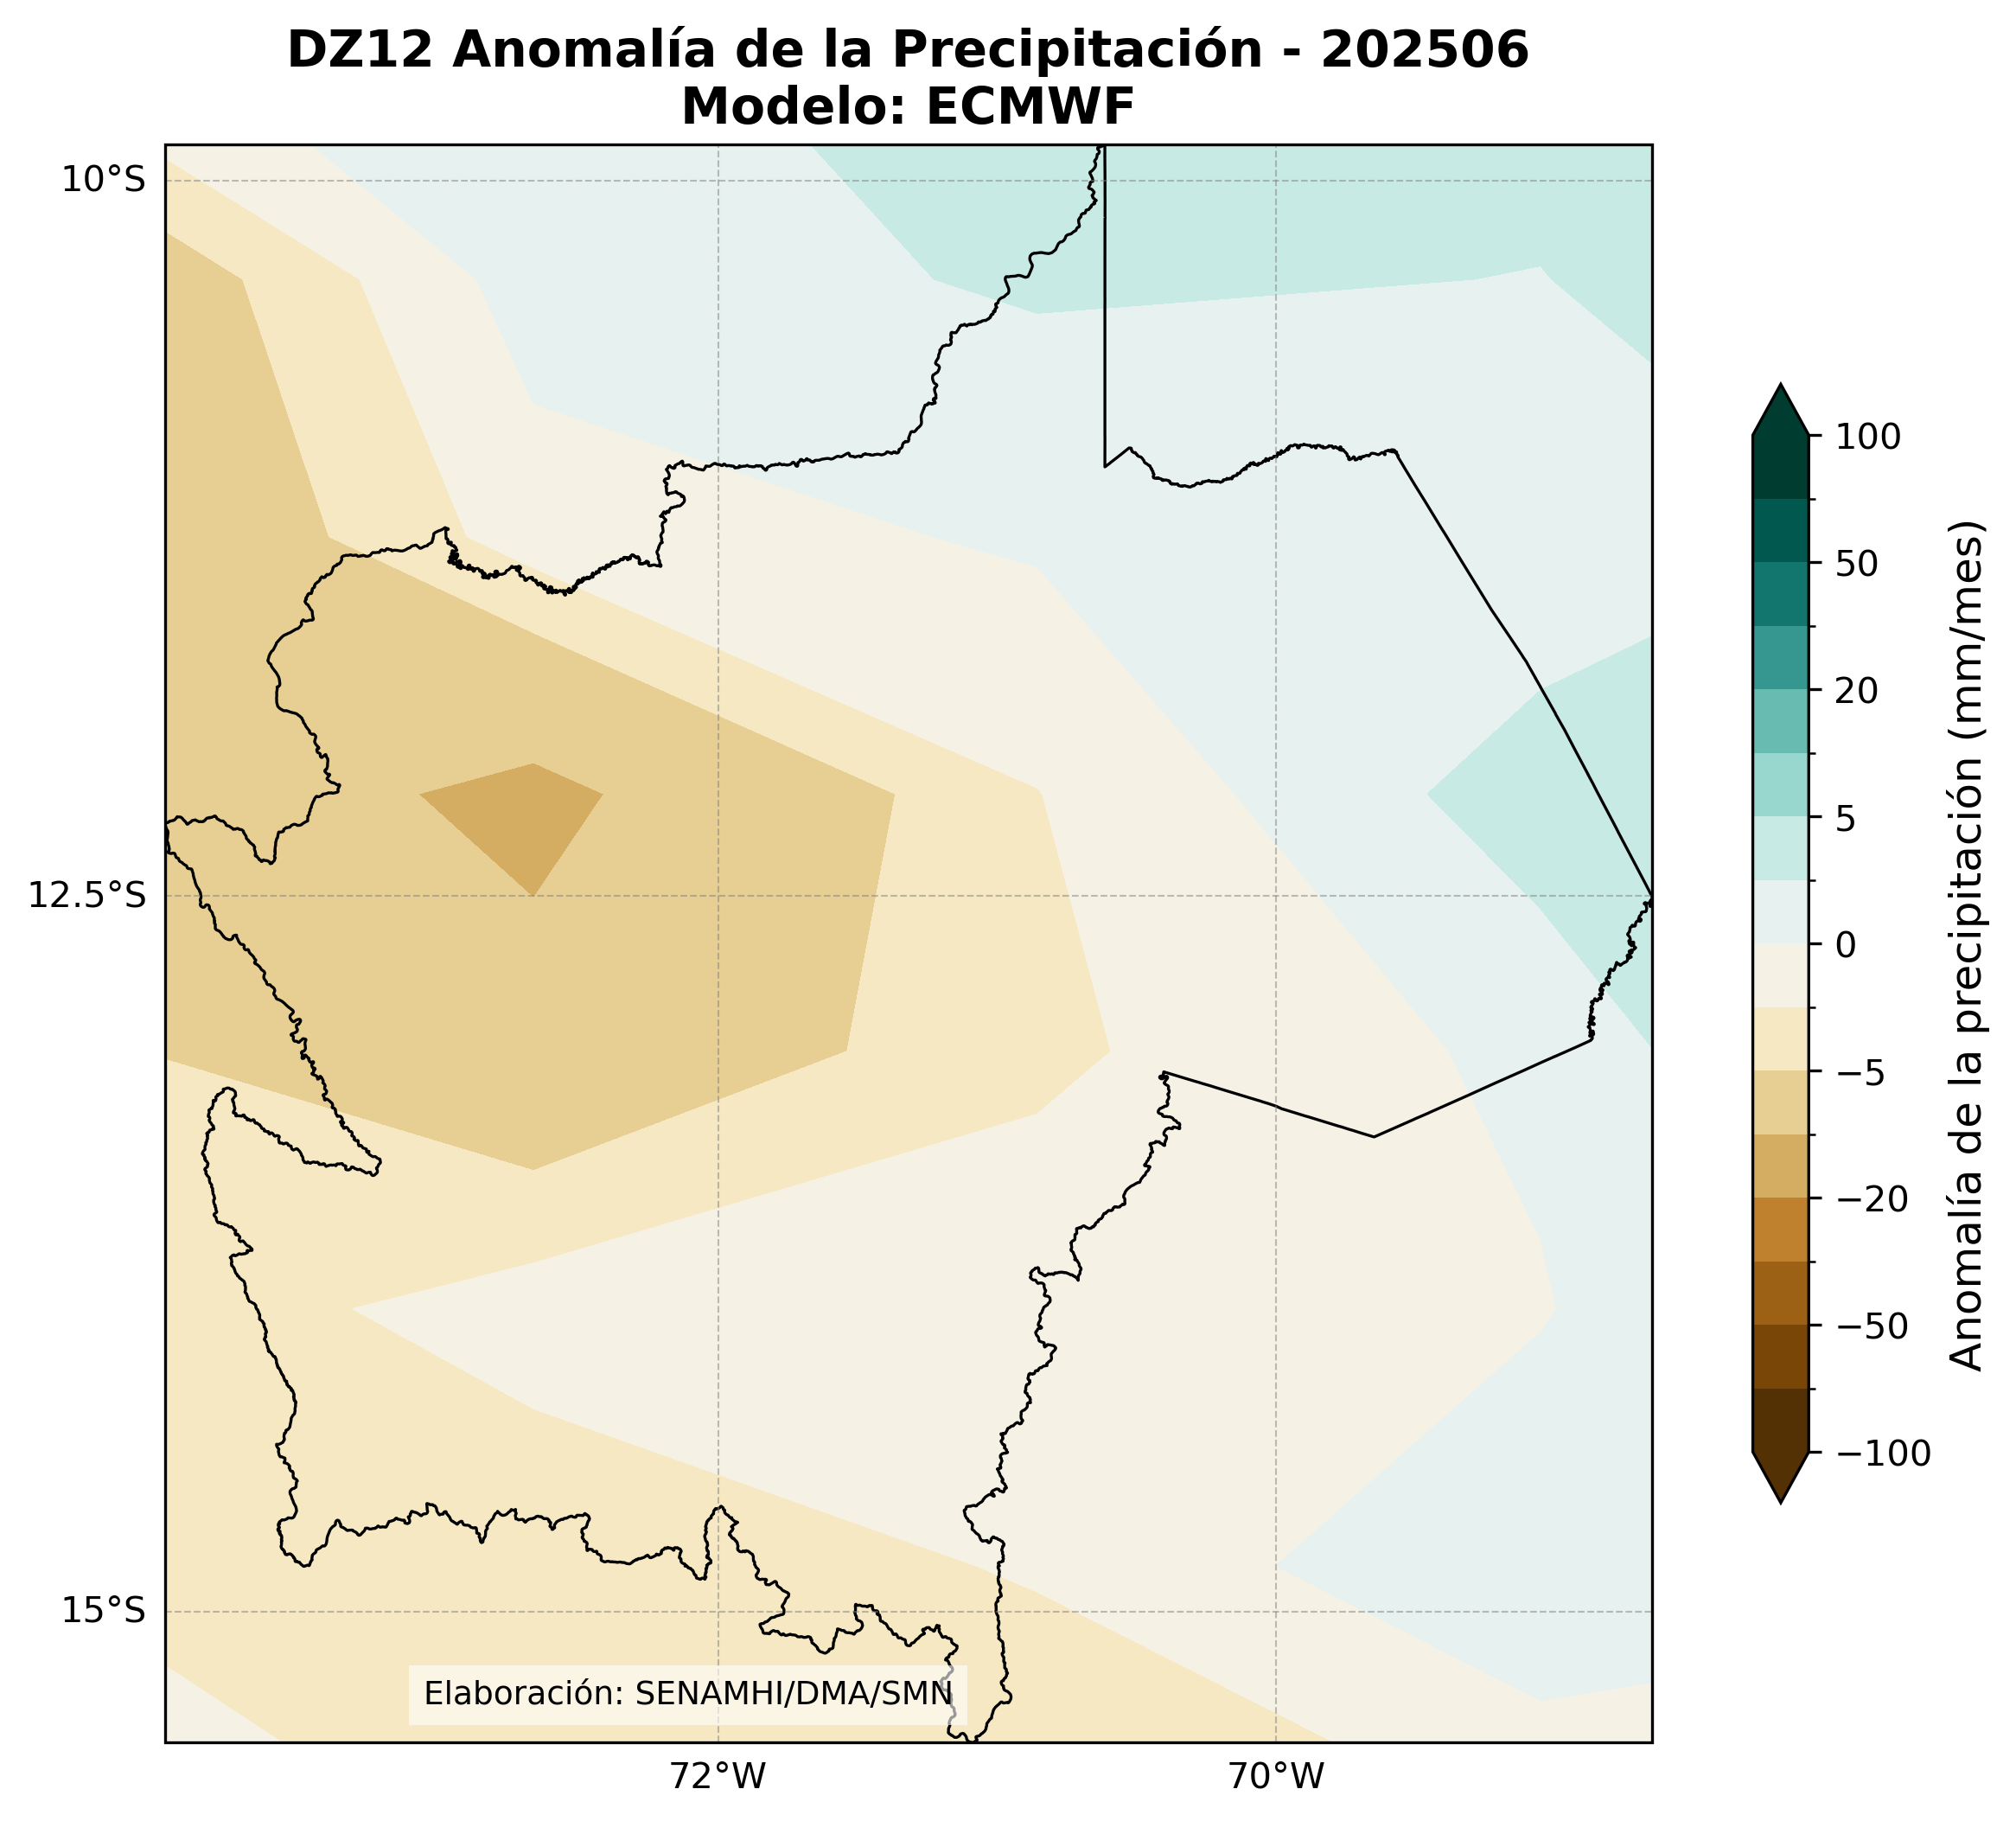 DZ12 Anomalía de la Precipitación - 202506
Modelo: ECMWF
10°S
12.5°S
15°S
72°W
70°W
Elaboración: SENAMHI/DMA/SMN
100
50
20
5
0
−5
−20
−50
−100
Anomalía de la precipitación (mm/mes)